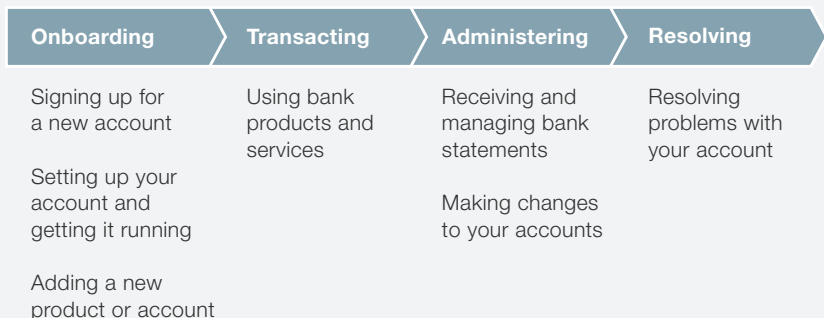 Onboarding
Transacting
Administering
Resolving
Signing up for
a new account
Setting up your
account and
getting it running
Adding a new
product or account
Using bank
products and
services
Receiving and
managing bank
statements
Making changes
to your accounts
Resolving
problems with
your account